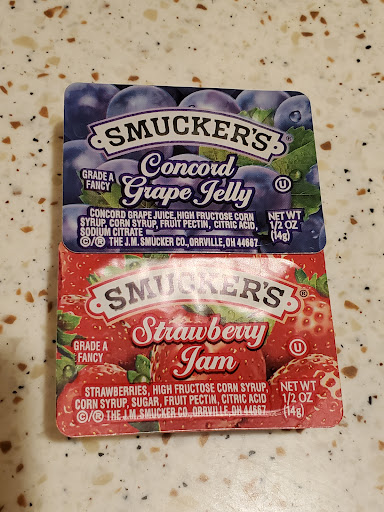 SMUCKER'S®
Concord
Grape Jelly
GRADE A
FANCY
U
CONCORD GRAPE JUICE, HIGH FRUCTOSE CORN
SYRUP, CORN SYRUP, FRUIT PECTIN, CITRIC ACID,
SODIUM CITRATE
©/® THE J.M. SMUCKER CO., ORRVILLE, OH 44667
NET WT
1/2 OZ
(14g)
SMUCKER'S®
Strawberry
Jam
GRADE A
FANCY
U
STRAWBERRIES, HIGH FRUCTOSE CORN SYRUP,
CORN SYRUP, SUGAR, FRUIT PECTIN, CITRIC ACID
©/® THE J.M. SMUCKER CO., ORRVILLE, OH 44667
NET WT
1/2 OZ
(14g)